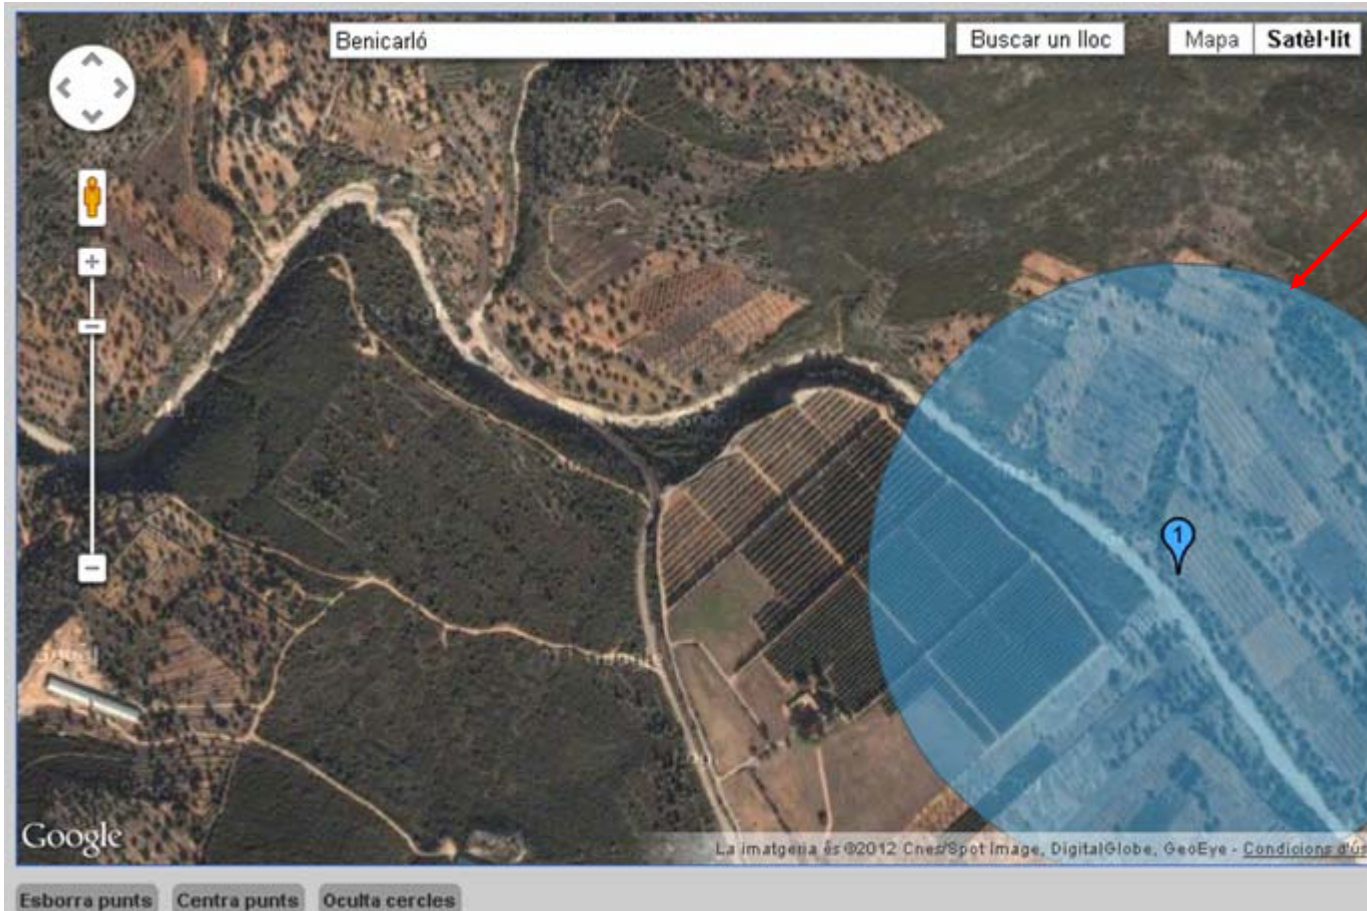 Benicarló
Buscar un lloc
Mapa
Satèl·lit
1
Google
La imatgeria és ©2012 Cnes/Spot Image, DigitalGlobe, GeoEye - Condicions d'ús
Esborra punts
Centra punts
Oculta cercles